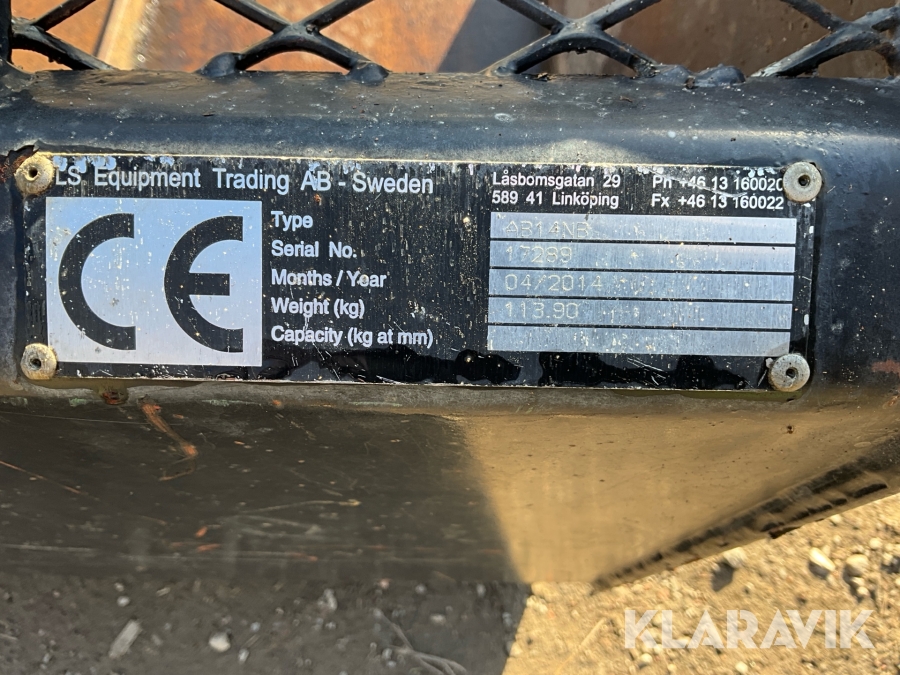 LS Equipment Trading AB - Sweden
Låsbomsgatan 29 Ph +46 13 160020
589 41 Linköping Fx +46 13 160022
CE
Type AB14NB
Serial No. 17299
Months / Year 04/2014
Weight (kg) 113.90
Capacity (kg at mm)
KLARAVIK